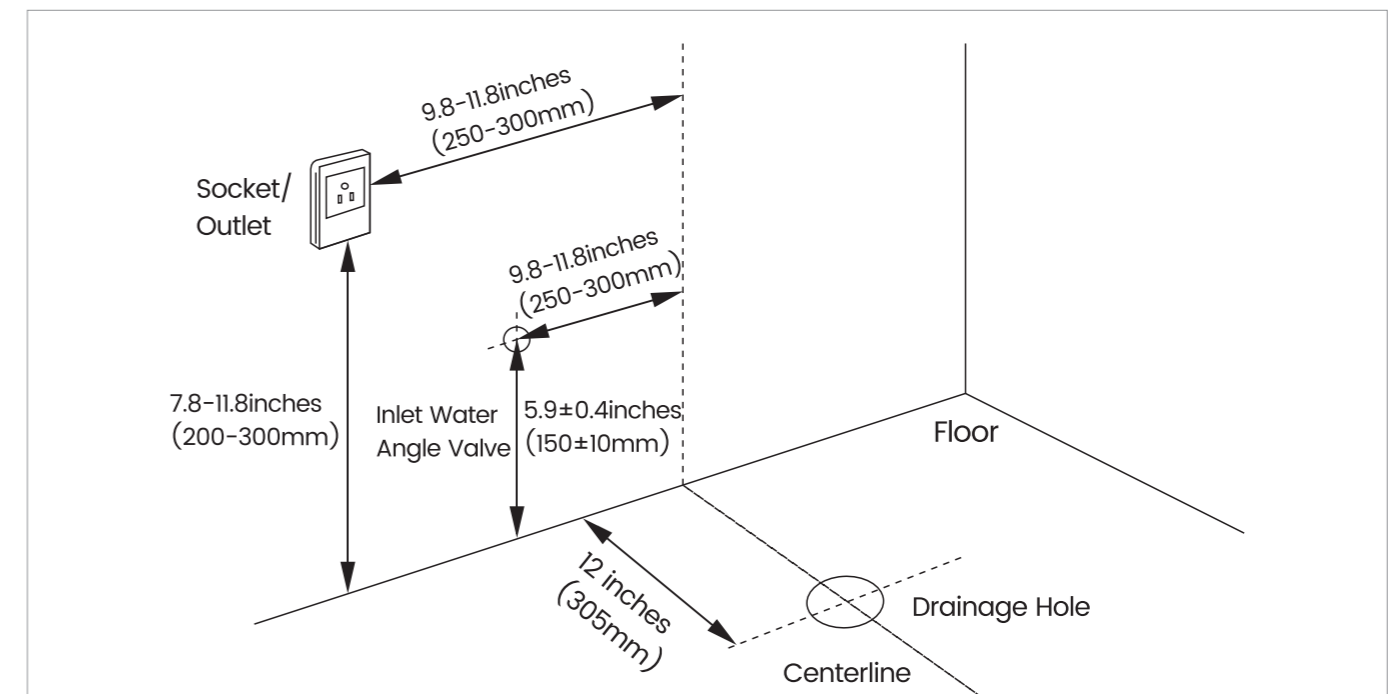 9.8-11.8inches
(250-300mm)
Socket/
Outlet
9.8-11.8inches
(250-300mm)
7.8-11.8inches
(200-300mm)
Inlet Water
Angle Valve
5.9±0.4inches
(150±10mm)
Floor
12 inches
(305mm)
Drainage Hole
Centerline